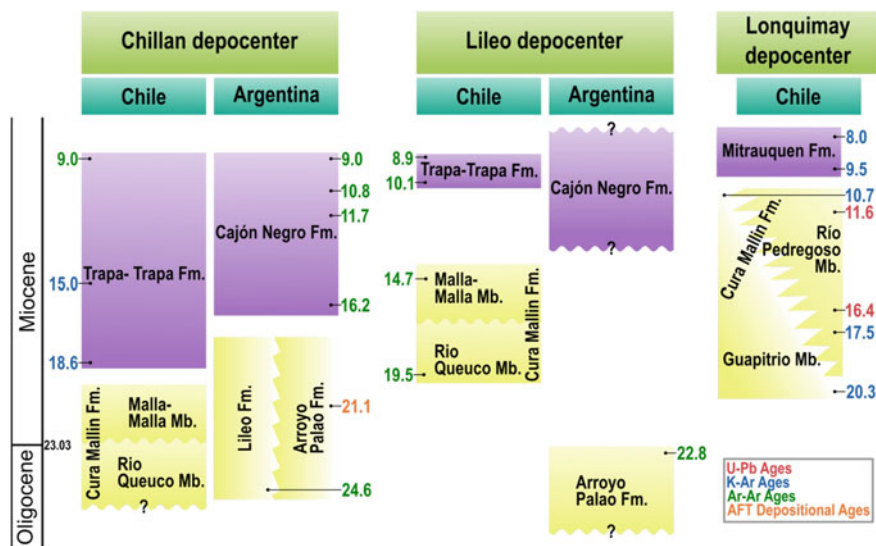 Chillan depocenter
Lileo depocenter
Lonquimay
depocenter
Chile
Argentina
Chile
Argentina
Chile
Miocene
23.03
Oligocene
9.0
15.0
18.6
Trapa- Trapa Fm.
Cura Mallin Fm.
Malla-
Malla Mb.
Rio
Queuco Mb.
?
Cajón Negro Fm.
9.0
10.8
11.7
16.2
Lileo Fm.
Arroyo
Palao Fm.
21.1
24.6
8.9
10.1
Trapa-Trapa Fm.
14.7
Malla-
Malla Mb.
Rio
Queuco Mb.
19.5
Cura Mallin Fm.
?
Cajón Negro Fm.
?
22.8
Arroyo
Palao Fm.
?
Mitrauquen Fm.
8.0
9.5
10.7
11.6
Cura Mallin Fm.
Río
Pedregoso
Mb.
16.4
17.5
Guapitrio Mb.
20.3
U-Pb Ages
K-Ar Ages
Ar-Ar Ages
AFT Depositional Ages